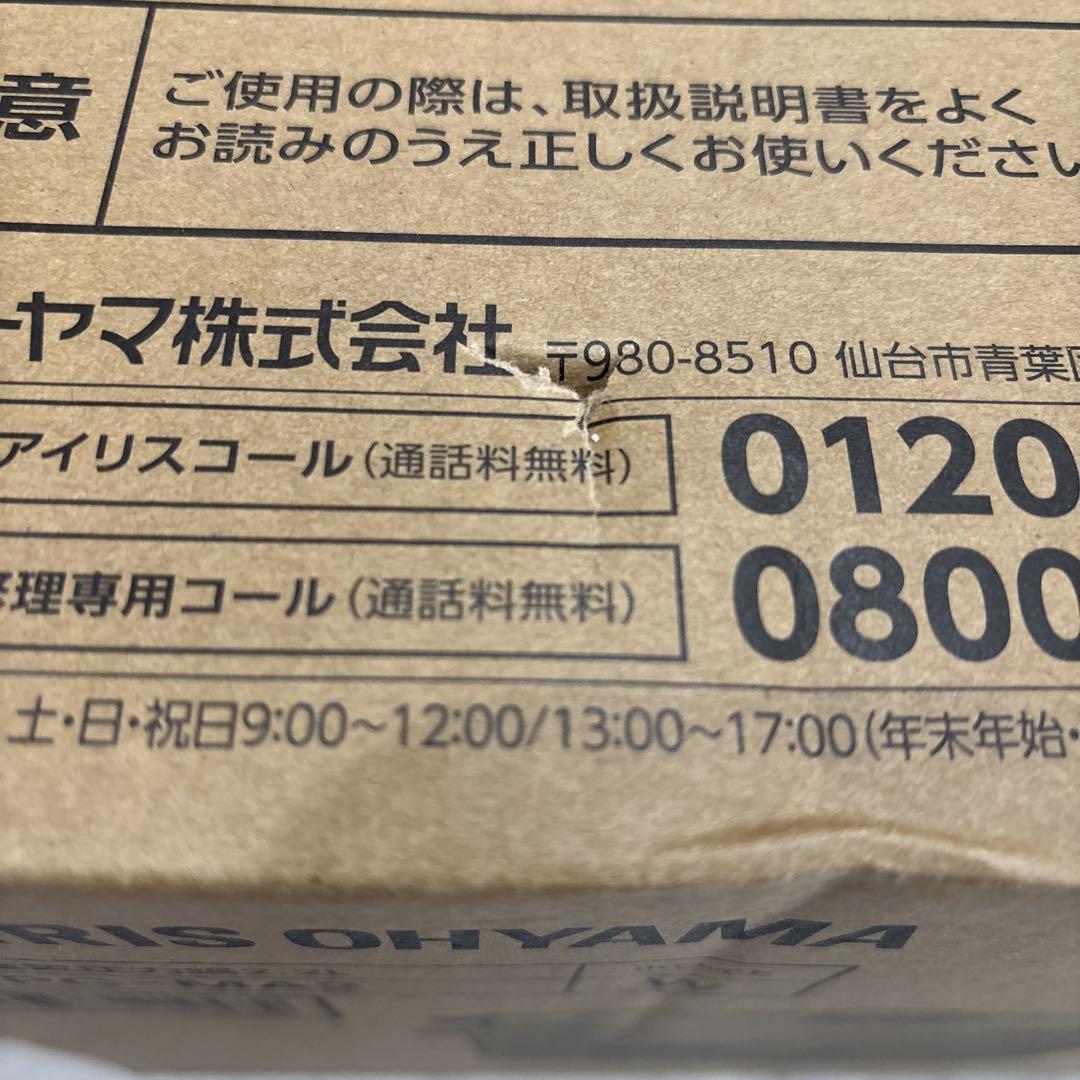 意
ご使用の際は、取扱説明書をよく
お読みのうえ正しくお使いください
ーヤマ株式会社 〒980-8510 仙台市青葉区
アイリスコール(通話料無料) 0120
修理専用コール(通話料無料) 0800
土・日・祝日9:00~12:00/13:00~17:00(年末年始・
IRIS OHYAMA